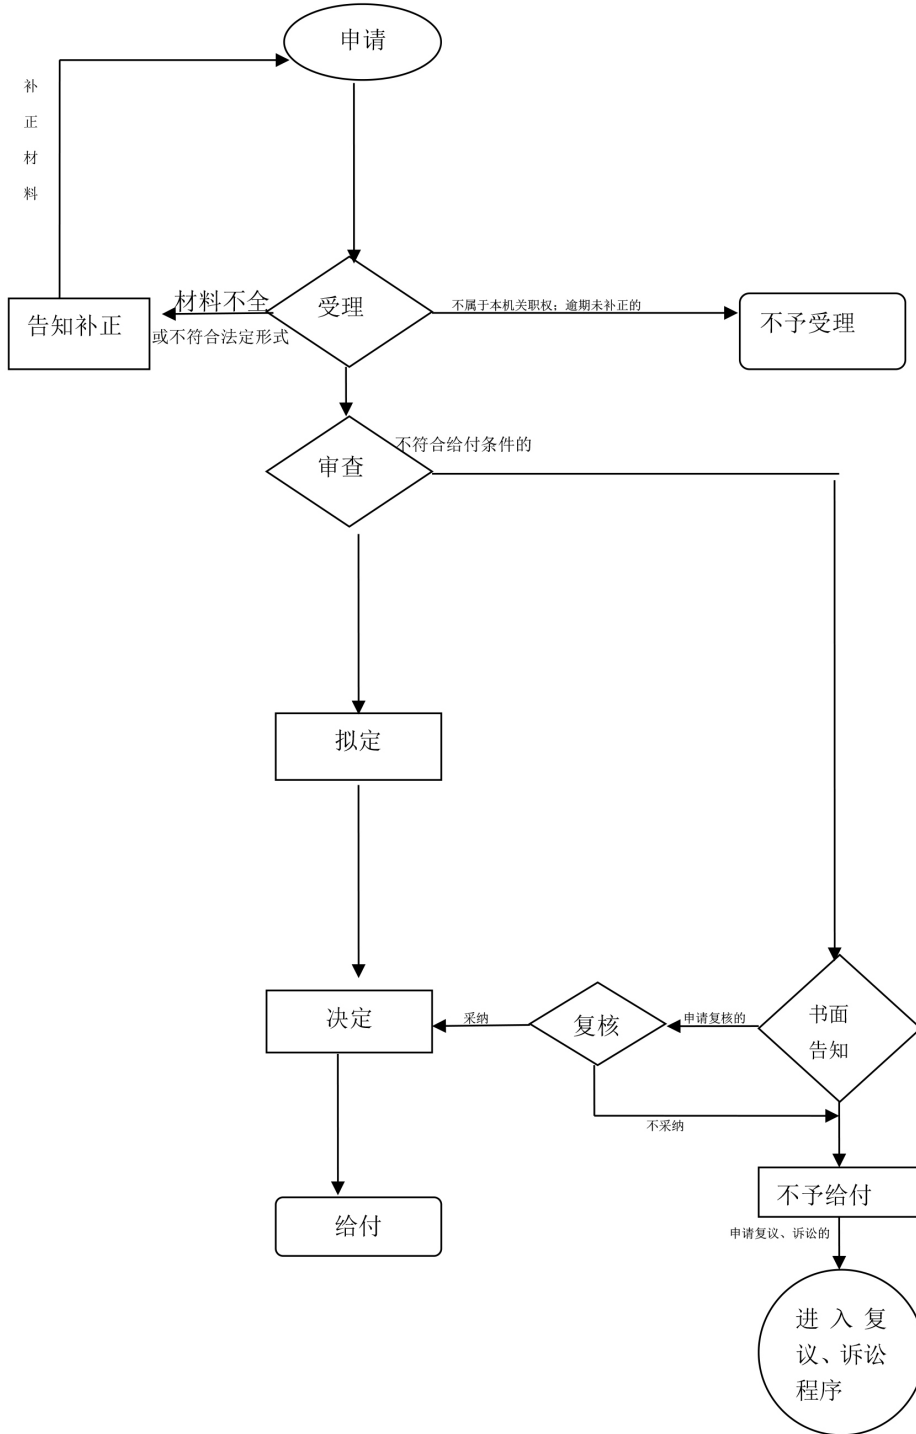 申请
补
正
材
料
材料不全
受理
不属于本机关职权；逾期未补正的
告知补正
或不符合法定形式
不予受理
不符合给付条件的
审查
拟定
决定
采纳
复核
申请复核的
书面
告知
不采纳
不予给付
给付
申请复议、诉讼的
进入复
议、诉讼
程序